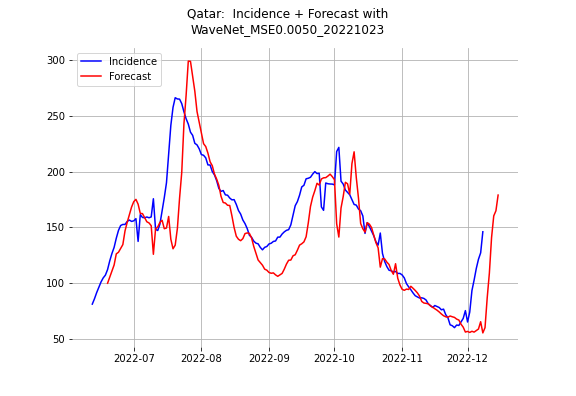 Qatar: Incidence + Forecast with
WaveNet_MSE0.0050_20221023
Incidence
Forecast
300
250
200
150
100
50
2022-07 2022-08 2022-09 2022-10 2022-11 2022-12